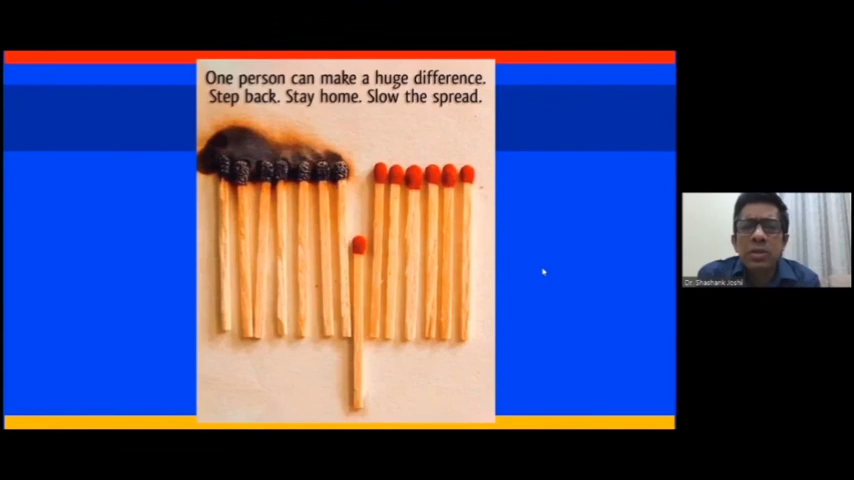 One person can make a huge difference.
Step back. Stay home. Slow the spread.
Dr. Shashank Joshi